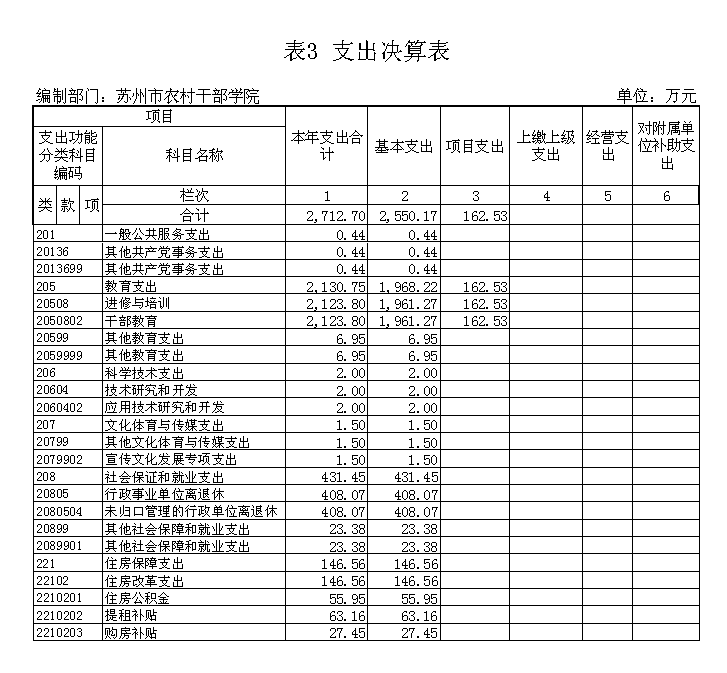 表3 支出决算表
编制部门：苏州市农村干部学院 单位：万元
项目 本年支出合计 基本支出 项目支出 上缴上级支出 经营支出 对附属单位补助支出
支出功能分类科目编码 科目名称
类 款 项 栏次 1 2 3 4 5 6
合计 2,712.70 2,550.17 162.53
201 一般公共服务支出 0.44 0.44
20136 其他共产党事务支出 0.44 0.44
2013699 其他共产党事务支出 0.44 0.44
205 教育支出 2,130.75 1,968.22 162.53
20508 进修与培训 2,123.80 1,961.27 162.53
2050802 干部教育 2,123.80 1,961.27 162.53
20599 其他教育支出 6.95 6.95
2059999 其他教育支出 6.95 6.95
206 科学技术支出 2.00 2.00
20604 技术研究和开发 2.00 2.00
2060402 应用技术研究和开发 2.00 2.00
207 文化体育与传媒支出 1.50 1.50
20799 其他文化体育与传媒支出 1.50 1.50
2079902 宣传文化发展专项支出 1.50 1.50
208 社会保证和就业支出 431.45 431.45
20805 行政事业单位离退休 408.07 408.07
2080504 未归口管理的行政单位离退休 408.07 408.07
20899 其他社会保障和就业支出 23.38 23.38
2089901 其他社会保障和就业支出 23.38 23.38
221 住房保障支出 146.56 146.56
22102 住房改革支出 146.56 146.56
2210201 住房公积金 55.95 55.95
2210202 提租补贴 63.16 63.16
2210203 购房补贴 27.45 27.45